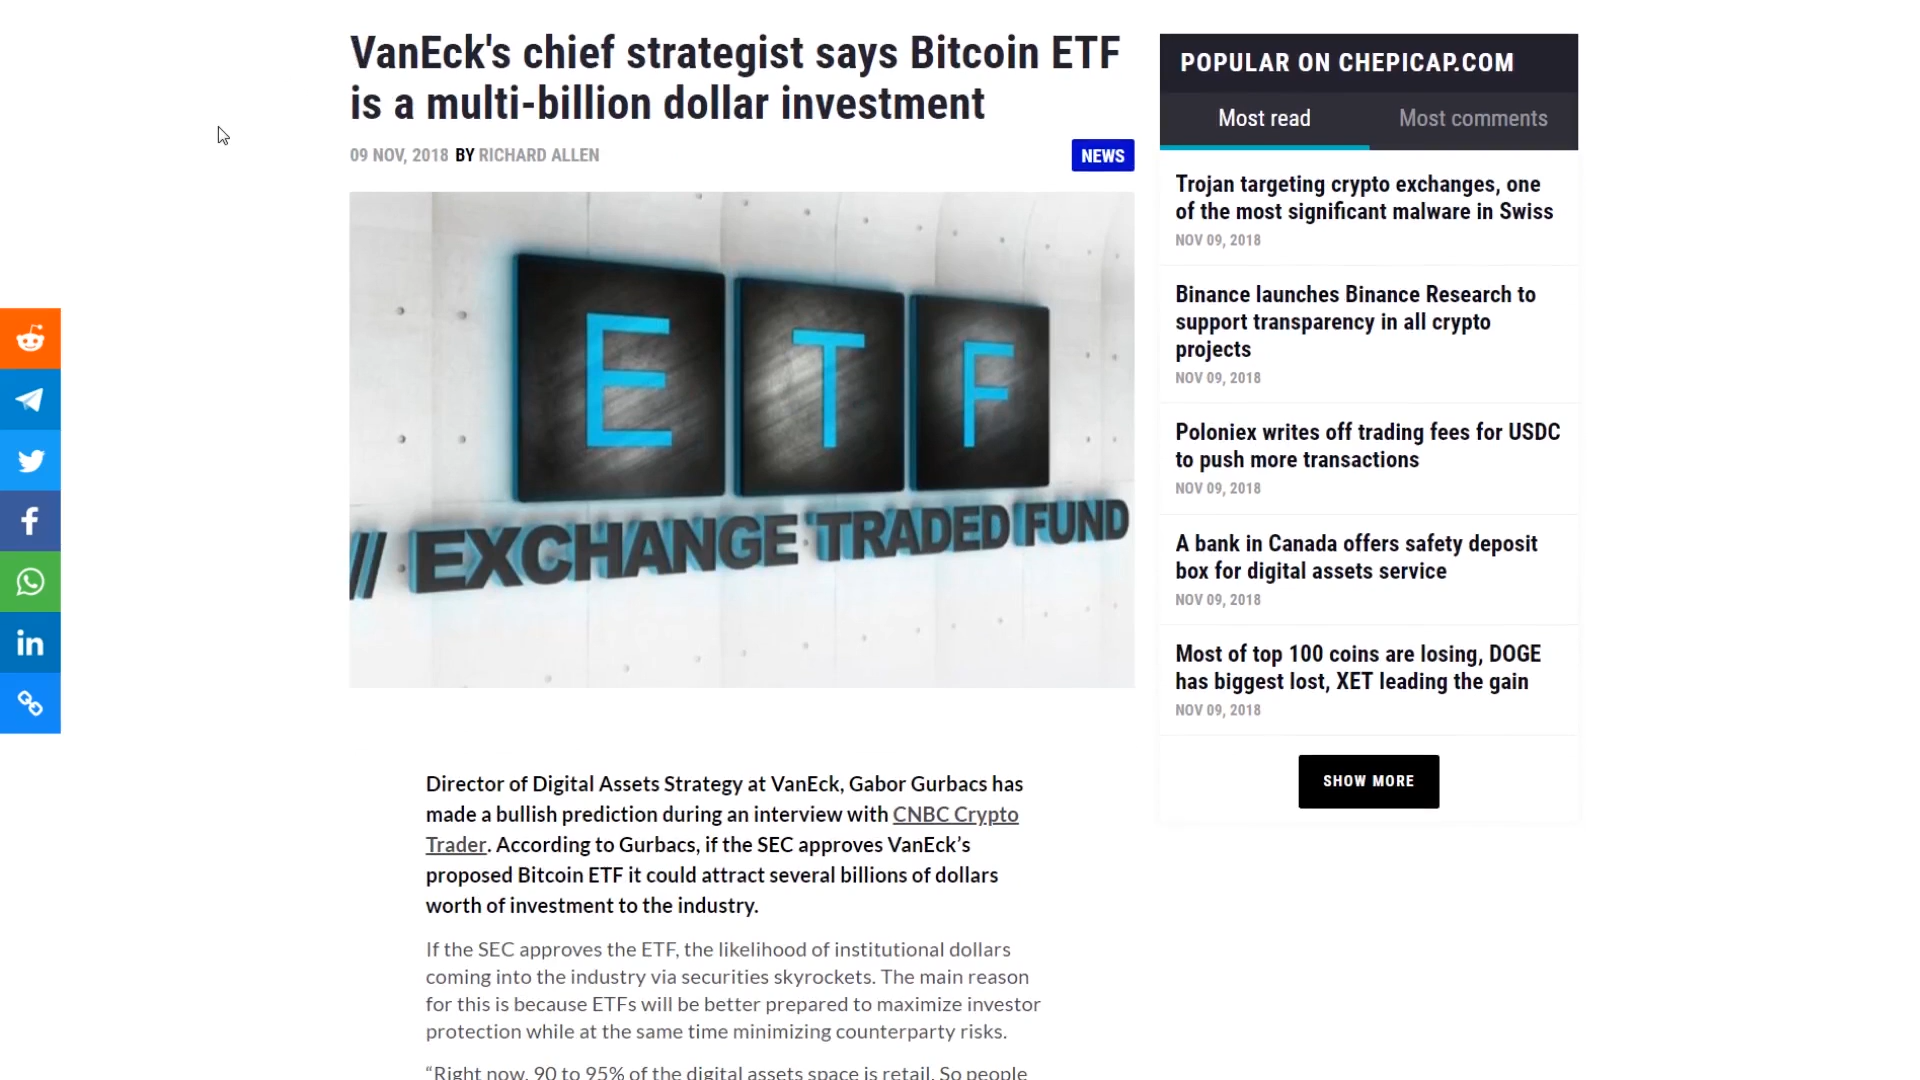 VanEck's chief strategist says Bitcoin ETF
is a multi-billion dollar investment
09 NOV, 2018 BY RICHARD ALLEN
NEWS
E T F
// EXCHANGE TRADED FUND
Director of Digital Assets Strategy at VanEck, Gabor Gurbacs has
made a bullish prediction during an interview with CNBC Crypto
Trader. According to Gurbacs, if the SEC approves VanEck’s
proposed Bitcoin ETF it could attract several billions of dollars
worth of investment to the industry.
If the SEC approves the ETF, the likelihood of institutional dollars
coming into the industry via securities skyrockets. The main reason
for this is because ETFs will be better prepared to maximize investor
protection while at the same time minimizing counterparty risks.
“Right now, 90 to 95% of the digital assets space is retail. So people
POPULAR ON CHEPICAP.COM
Most read Most comments
Trojan targeting crypto exchanges, one
of the most significant malware in Swiss
NOV 09, 2018
Binance launches Binance Research to
support transparency in all crypto
projects
NOV 09, 2018
Poloniex writes off trading fees for USDC
to push more transactions
NOV 09, 2018
A bank in Canada offers safety deposit
box for digital assets service
NOV 09, 2018
Most of top 100 coins are losing, DOGE
has biggest lost, XET leading the gain
NOV 09, 2018
SHOW MORE